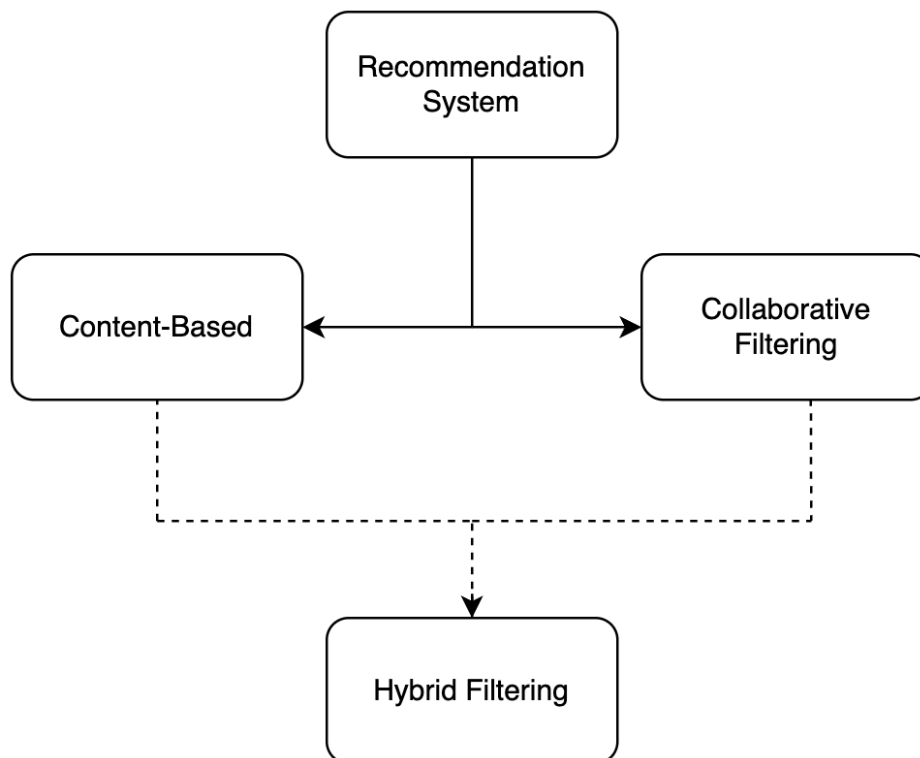 Recommendation
System
Content-Based
Collaborative
Filtering
Hybrid Filtering